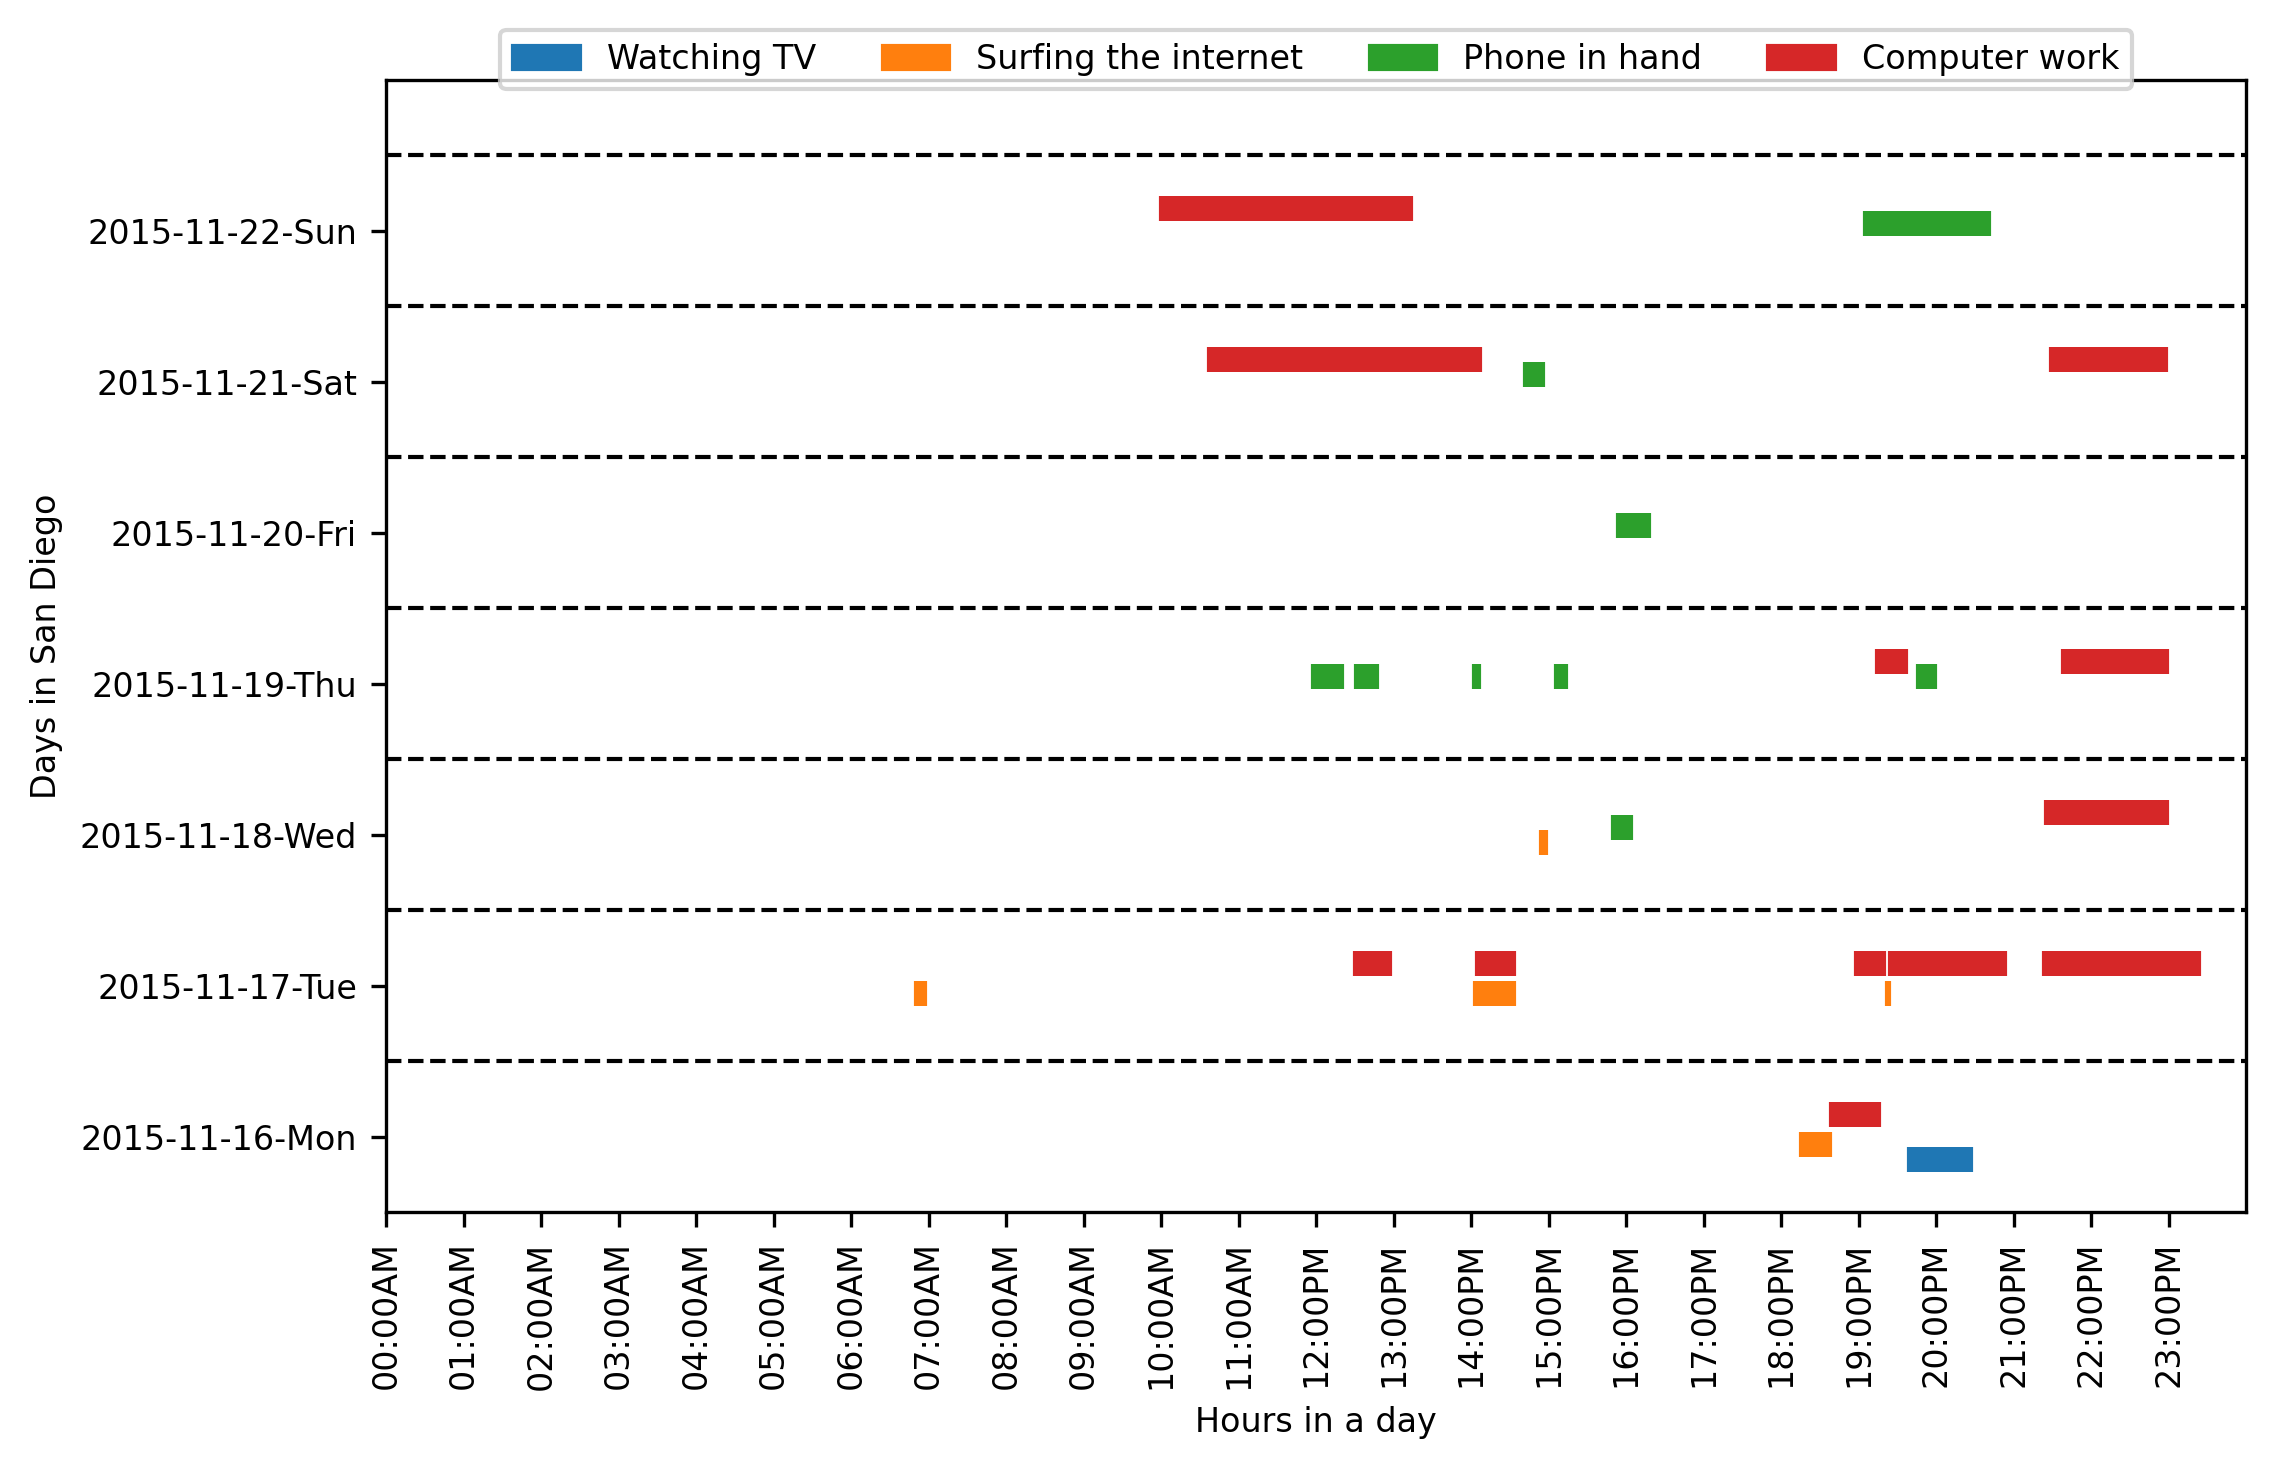 Watching TV Surfing the internet Phone in hand Computer work
Days in San Diego
2015-11-22-Sun
2015-11-21-Sat
2015-11-20-Fri
2015-11-19-Thu
2015-11-18-Wed
2015-11-17-Tue
2015-11-16-Mon
00:00AM
01:00AM
02:00AM
03:00AM
04:00AM
05:00AM
06:00AM
07:00AM
08:00AM
09:00AM
10:00AM
11:00AM
12:00PM
13:00PM
14:00PM
15:00PM
16:00PM
17:00PM
18:00PM
19:00PM
20:00PM
21:00PM
22:00PM
23:00PM
Hours in a day